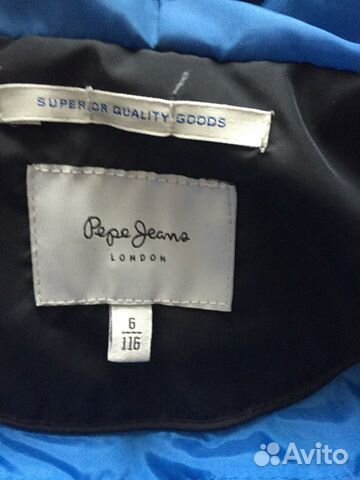 SUPERIOR QUALITY GOODS
Pepe Jeans
LONDON
6
116
Avito